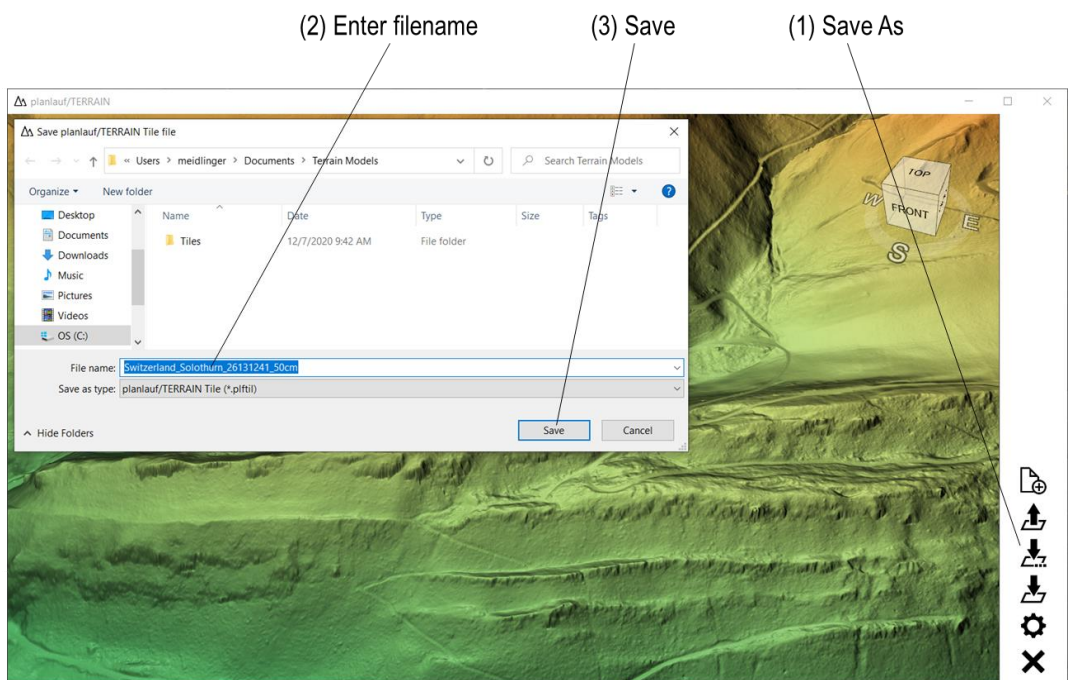 (2) Enter filename (3) Save (1) Save As
planlauf/TERRAIN
Save planlauf/TERRAIN Tile file
« Users > meidlinger > Documents > Terrain Models
Search Terrain Models
Organize New folder
Desktop
Documents
Downloads
Music
Pictures
Videos
OS (C:)
Name Date Type Size Tags
Tiles 12/7/2020 9:42 AM File folder
File name: Switzerland_Solothurn_26131241_50cm
Save as type: planlauf/TERRAIN Tile (*.plftil)
Hide Folders
Save Cancel
TOP
FRONT
W
E
S